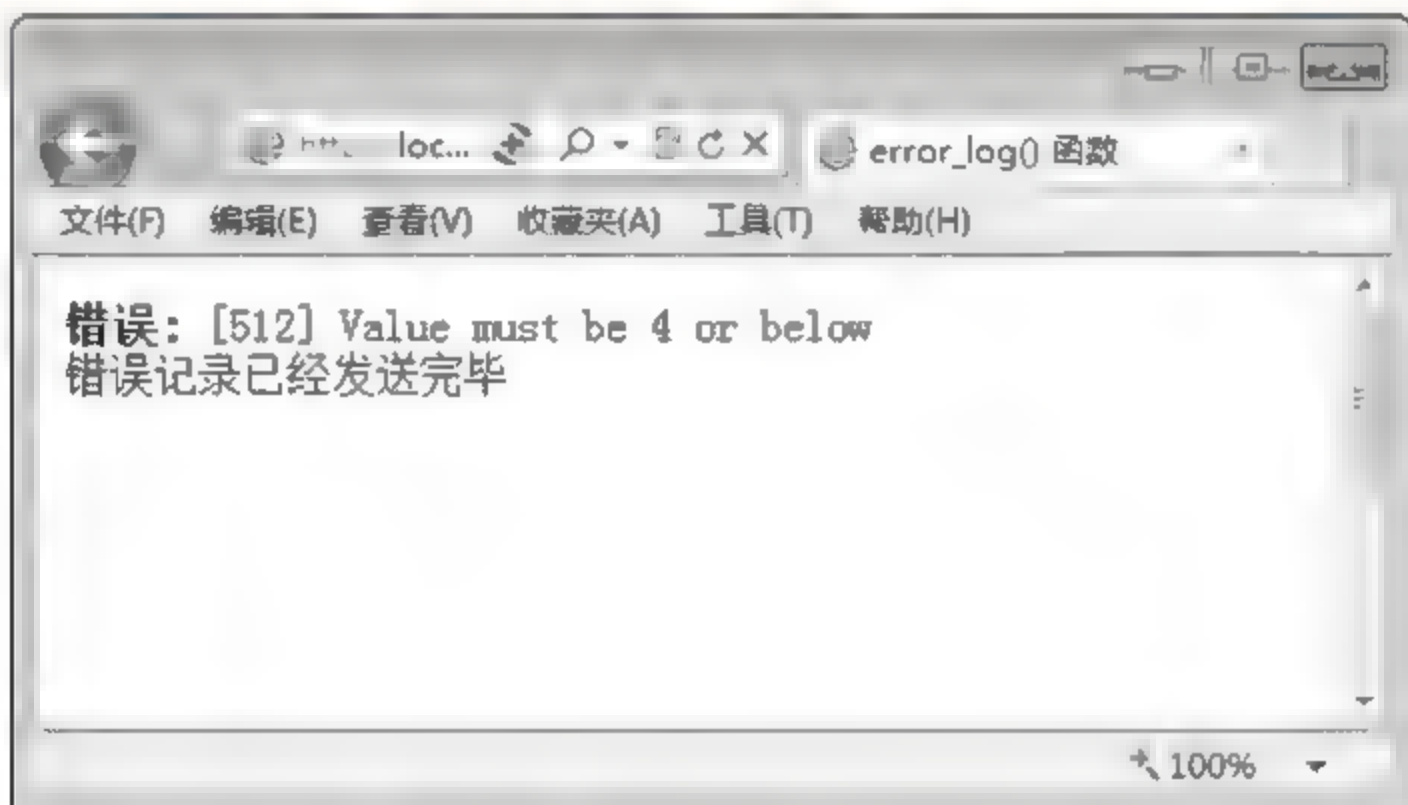 loc... error_log() 函数
文件(F) 编辑(E) 查看(V) 收藏夹(A) 工具(T) 帮助(H)
错误: [512] Value must be 4 or below
错误记录已经发送完毕
100%